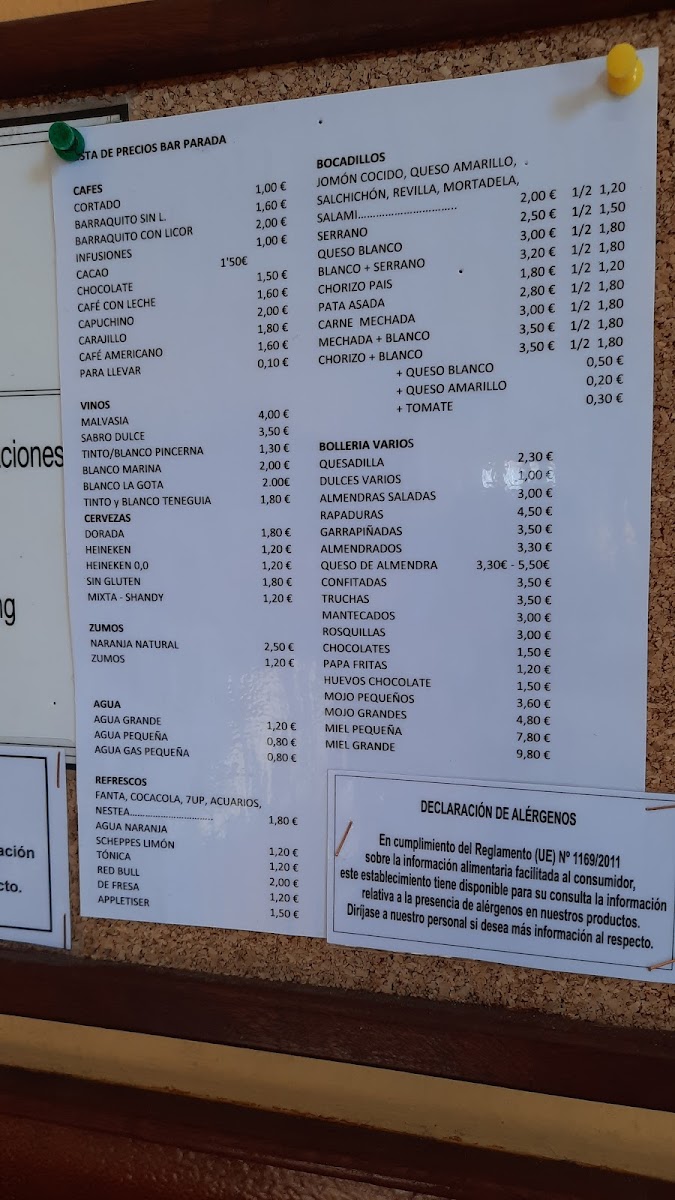 STA DE PRECIOS BAR PARADA
CAFES
CORTADO 1,00 €
BARRAQUITO SIN L. 1,60 €
BARRAQUITO CON LICOR 2,00 €
INFUSIONES 1,00 €
CACAO 1'50€
CHOCOLATE 1,50 €
CAFÉ CON LECHE 1,60 €
CAPUCHINO 2,00 €
CARAJILLO 1,80 €
CAFÉ AMERICANO 1,60 €
PARA LLEVAR 0,10 €
VINOS
MALVASIA 4,00 €
SABRO DULCE 3,50 €
TINTO/BLANCO PINCERNA 1,30 €
BLANCO MARINA 2,00 €
BLANCO LA GOTA 2.00€
TINTO y BLANCO TENEGUIA 1,80 €
CERVEZAS
DORADA 1,80 €
HEINEKEN 1,20 €
HEINEKEN 0,0 1,20 €
SIN GLUTEN 1,80 €
MIXTA - SHANDY 1,20 €
ZUMOS
NARANJA NATURAL 2,50 €
ZUMOS 1,20 €
AGUA
AGUA GRANDE 1,20 €
AGUA PEQUEÑA 0,80 €
AGUA GAS PEQUEÑA 0,80 €
REFRESCOS
FANTA, COCACOLA, 7UP, ACUARIOS,
NESTEA.............................. 1,80 €
AGUA NARANJA
SCHEPPES LIMÓN 1,20 €
TÓNICA 1,20 €
RED BULL 2,00 €
DE FRESA 1,20 €
APPLETISER 1,50 €
BOCADILLOS
JOMÓN COCIDO, QUESO AMARILLO, .
SALCHICHÓN, REVILLA, MORTADELA,
SALAMI.............................. 2,00 € 1/2 1,20
SERRANO 2,50 € 1/2 1,50
QUESO BLANCO 3,00 € 1/2 1,80
BLANCO + SERRANO 3,20 € 1/2 1,80
CHORIZO PAIS 1,80 € 1/2 1,20
PATA ASADA 2,80 € 1/2 1,80
CARNE MECHADA 3,00 € 1/2 1,80
MECHADA + BLANCO 3,50 € 1/2 1,80
CHORIZO + BLANCO 3,50 € 1/2 1,80
+ QUESO BLANCO 0,50 €
+ QUESO AMARILLO 0,20 €
+ TOMATE 0,30 €
BOLLERIA VARIOS
QUESADILLA 2,30 €
DULCES VARIOS 1,00 €
ALMENDRAS SALADAS 3,00 €
RAPADURAS 4,50 €
GARRAPIÑADAS 3,50 €
ALMENDRADOS 3,30 €
QUESO DE ALMENDRA 3,30€ - 5,50€
CONFITADAS 3,50 €
TRUCHAS 3,50 €
MANTECADOS 3,00 €
ROSQUILLAS 3,00 €
CHOCOLATES 1,50 €
PAPA FRITAS 1,20 €
HUEVOS CHOCOLATE 1,50 €
MOJO PEQUEÑOS 3,60 €
MOJO GRANDES 4,80 €
MIEL PEQUEÑA 7,80 €
MIEL GRANDE 9,80 €
DECLARACIÓN DE ALÉRGENOS
En cumplimiento del Reglamento (UE) Nº 1169/2011
sobre la información alimentaria facilitada al consumidor,
este establecimiento tiene disponible para su consulta la información
relativa a la presencia de alérgenos en nuestros productos.
Diríjase a nuestro personal si desea más información al respecto.
ciones
ng
ación
cto.